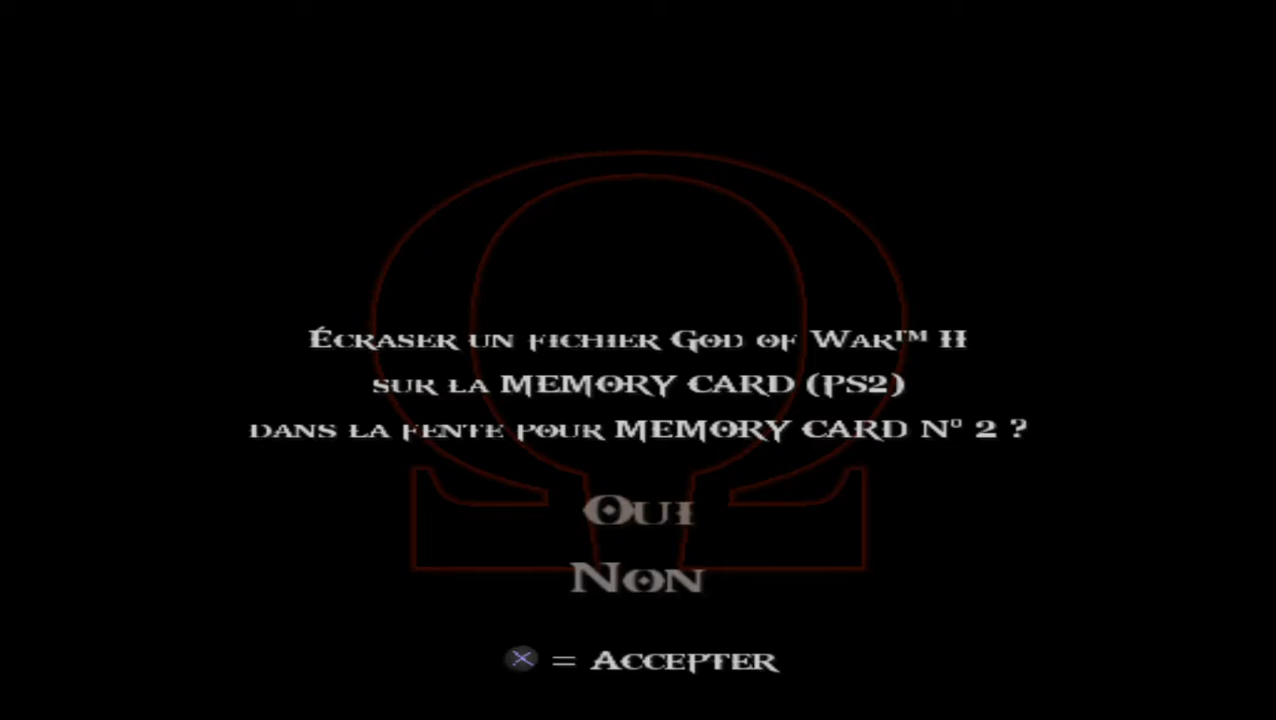 Écraser un fichier God of War™ II
sur la MEMORY CARD (PS2)
dans la fente pour MEMORY CARD N° 2 ?
Oui
Non
= Accepter